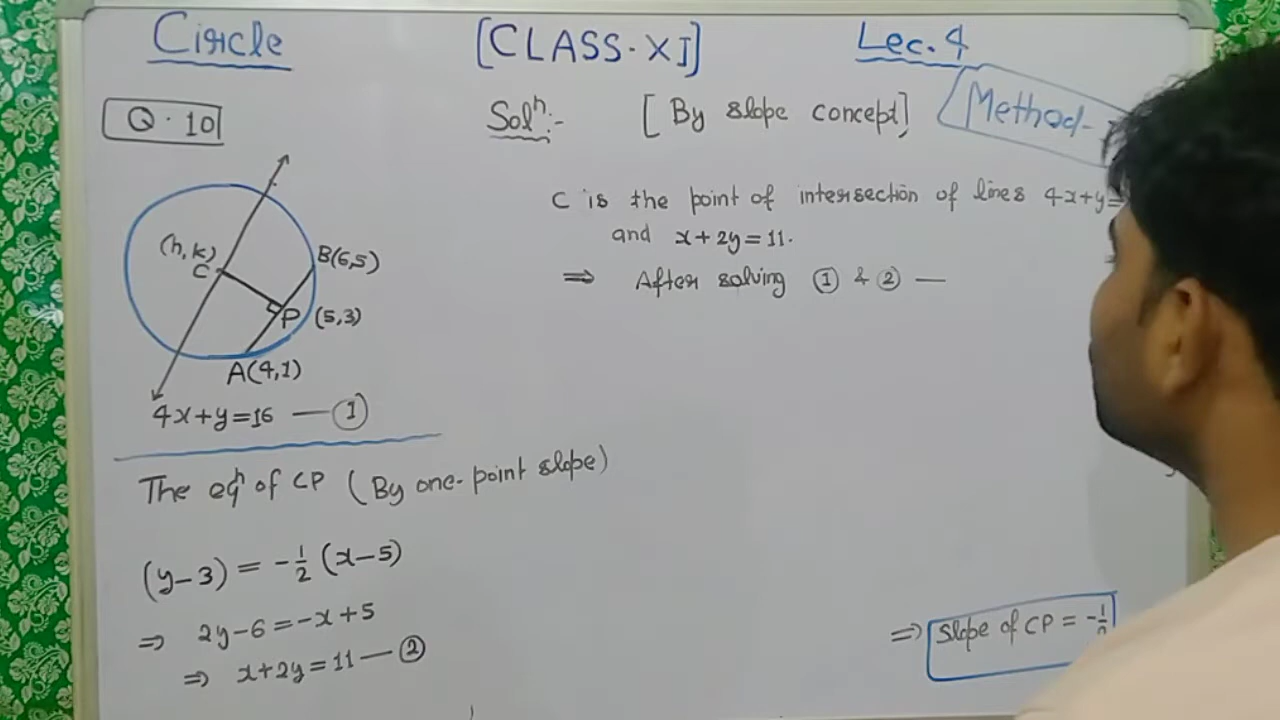 Circle [CLASS·XI] Lec. 4
Q·10
Solⁿ:- [By slope concept] Method-
C is the point of intersection of lines 4x+y=
and x+2y=11.
⇒ After solving ① & ② —
(h,k)
C
B(6,5)
P (5,3)
A(4,1)
4x+y=16 — ①
The eqⁿ of CP (By one-point slope)
(y-3) = -1/2 (x-5)
⇒ 2y-6=-x+5
⇒ x+2y=11 — ②
⇒ Slope of CP = -1/2